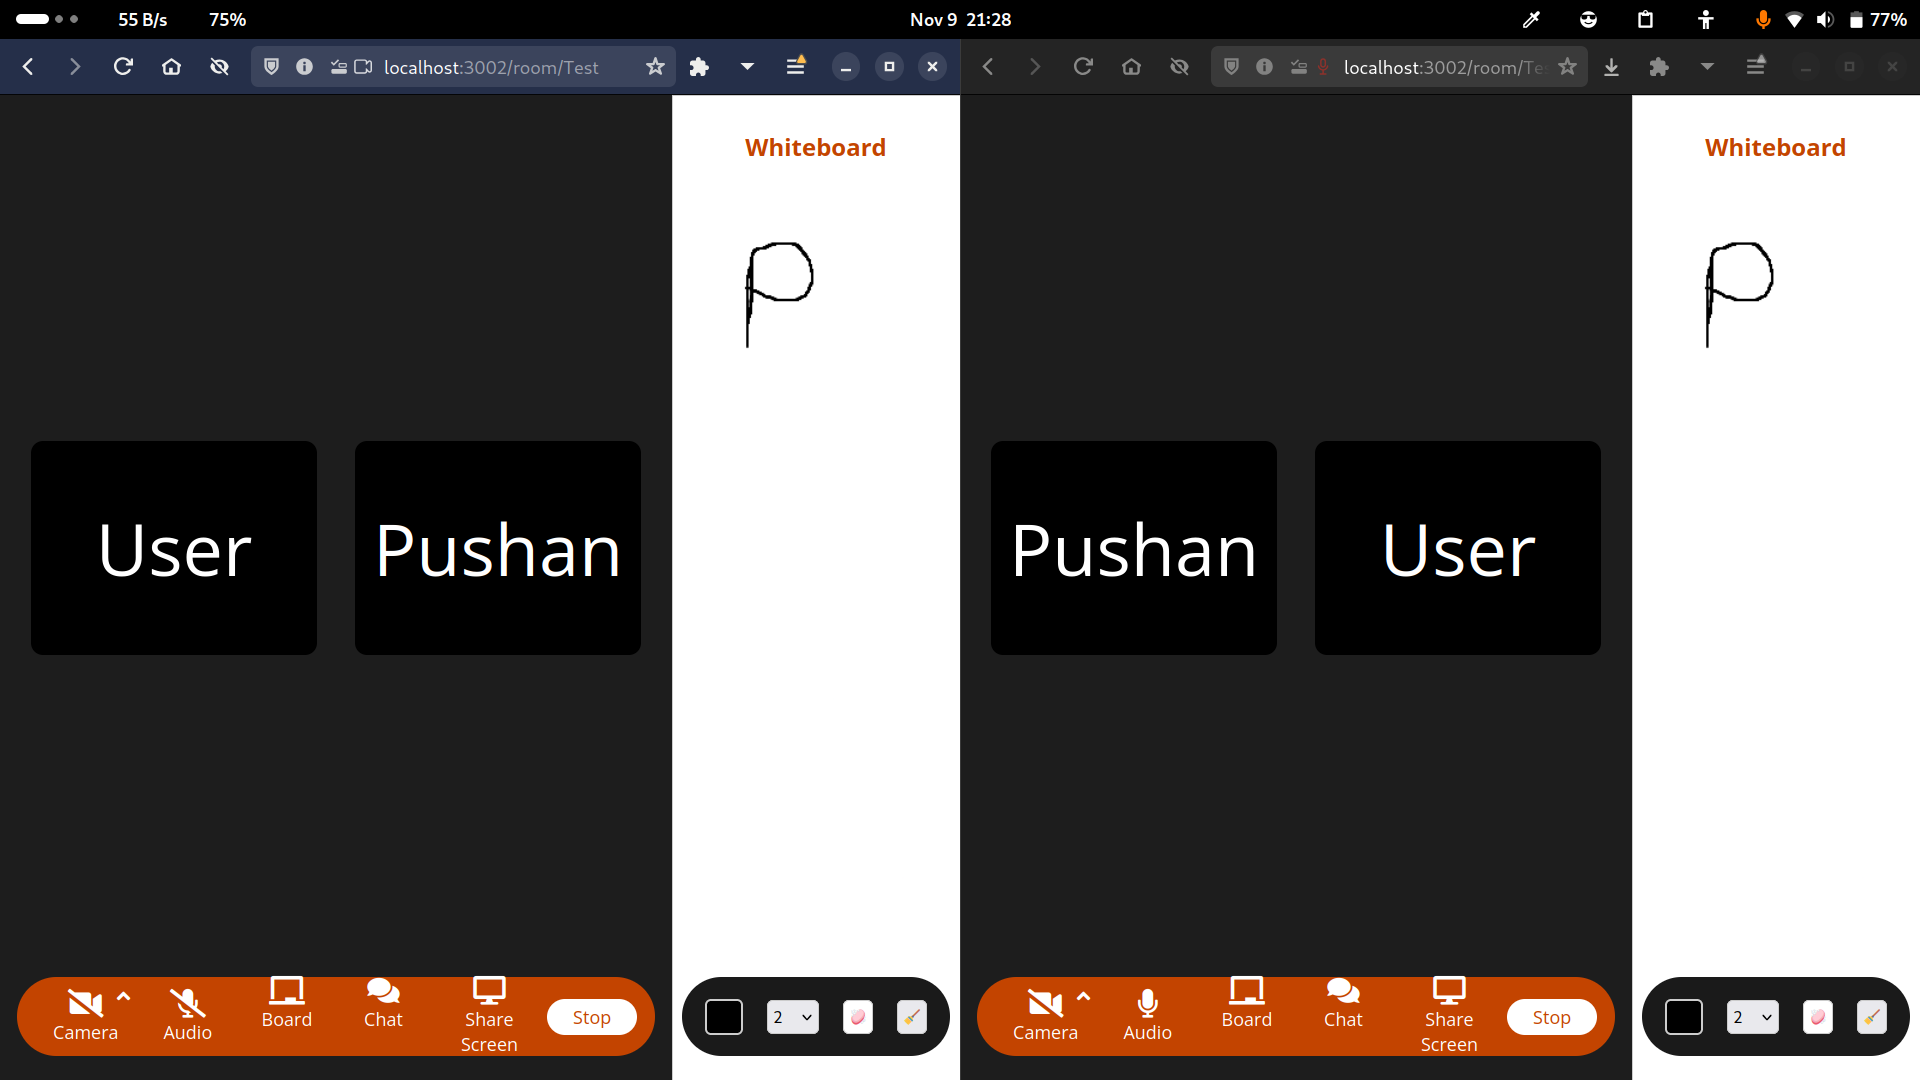 55 B/s 75% Nov 9 21:28 77%
localhost:3002/room/Test
Whiteboard
P
User Pushan
Camera Audio Board Chat Share Screen Stop
2
localhost:3002/room/Te
Whiteboard
P
Pushan User
Camera Audio Board Chat Share Screen Stop
2